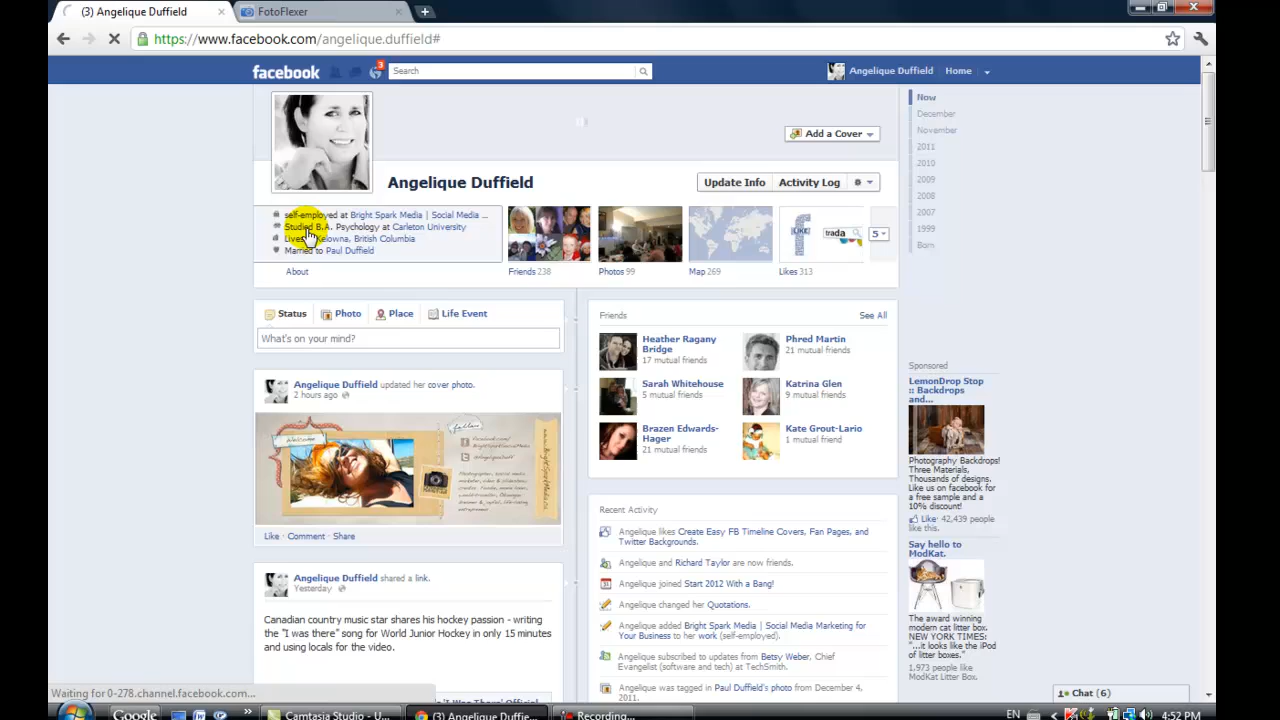 (3) Angelique Duffield
FotoFlexer
https://www.facebook.com/angelique.duffield#
facebook
3
Search
Angelique Duffield
Home
Now
December
November
2011
2010
2009
2008
2007
1999
Born
Add a Cover
Angelique Duffield
Update Info
Activity Log
self-employed at Bright Spark Media | Social Media ...
Studied B.A. Psychology at Carleton University
Kelowna, British Columbia
Married to Paul Duffield
About
Friends 238
Photos 99
Map 269
LIKE
trada
Likes 313
5
Status
Photo
Place
Life Event
What's on your mind?
Angelique Duffield updated her cover photo.
2 hours ago
Welcome
follow
Like · Comment · Share
Angelique Duffield shared a link.
Yesterday
Canadian country music star shares his hockey passion - writing
the "I was there" song for World Junior Hockey in only 15 minutes
and using locals for the video.
Friends
See All
Heather Ragany
Bridge
17 mutual friends
Phred Martin
21 mutual friends
Sarah Whitehouse
5 mutual friends
Katrina Glen
9 mutual friends
Brazen Edwards-
Hager
21 mutual friends
Kate Grout-Lario
1 mutual friend
Recent Activity
Angelique likes Create Easy FB Timeline Covers, Fan Pages, and
Twitter Backgrounds.
Angelique and Richard Taylor are now friends.
Angelique joined Start 2012 With a Bang!
Angelique changed her Quotations.
Angelique added Bright Spark Media | Social Media Marketing for
Your Business to her work (self-employed).
Angelique subscribed to updates from Betsy Weber, Chief
Evangelist (software and tech) at TechSmith.
Angelique was tagged in Paul Duffield's photo from December 4,
2011.
Sponsored
LemonDrop Stop
:: Backdrops
and...
Photography Backdrops!
Three Materials,
Thousands of designs.
Like us on facebook for
a free sample and a
10% discount!
Like · 42,439 people
like this.
Say hello to
ModKat.
The award winning
modern cat litter box.
NEW YORK TIMES:
"...it looks like the iPod
of litter boxes."
1,973 people like
ModKat Litter Box.
Waiting for 0-278.channel.facebook.com...
Chat (6)
Google
Camtasia Studio - U...
(3) Angelique Duffie...
Recording...
EN
4:52 PM